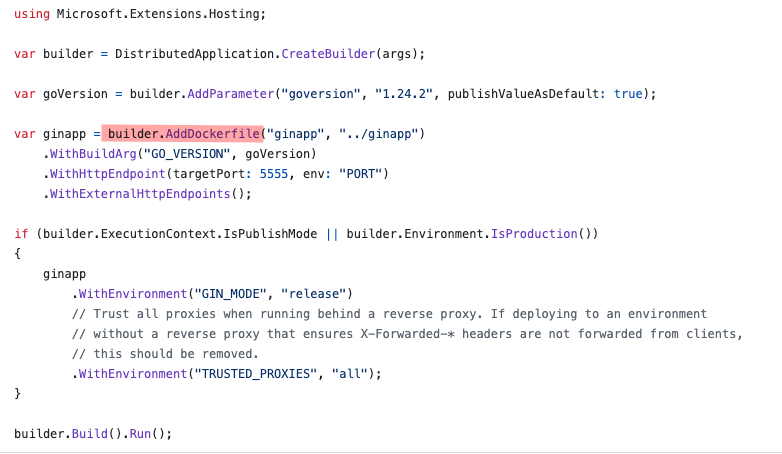 using Microsoft.Extensions.Hosting;
var builder = DistributedApplication.CreateBuilder(args);
var goVersion = builder.AddParameter("goversion", "1.24.2", publishValueAsDefault: true);
var ginapp = builder.AddDockerfile("ginapp", "../ginapp")
    .WithBuildArg("GO_VERSION", goVersion)
    .WithHttpEndpoint(targetPort: 5555, env: "PORT")
    .WithExternalHttpEndpoints();
if (builder.ExecutionContext.IsPublishMode || builder.Environment.IsProduction())
{
    ginapp
        .WithEnvironment("GIN_MODE", "release")
        // Trust all proxies when running behind a reverse proxy. If deploying to an environment
        // without a reverse proxy that ensures X-Forwarded-* headers are not forwarded from clients,
        // this should be removed.
        .WithEnvironment("TRUSTED_PROXIES", "all");
}
builder.Build().Run();